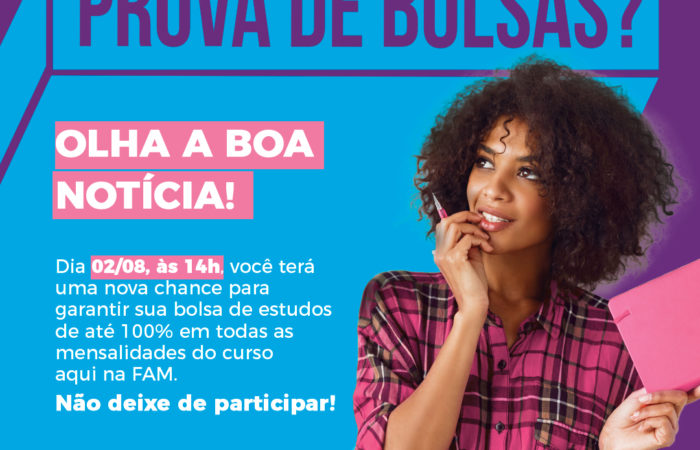 PROVA DE BOLSAS?
OLHA A BOA
NOTÍCIA!
Dia 02/08, às 14h, você terá
uma nova chance para
garantir sua bolsa de estudos
de até 100% em todas as
mensalidades do curso
aqui na FAM.
Não deixe de participar!